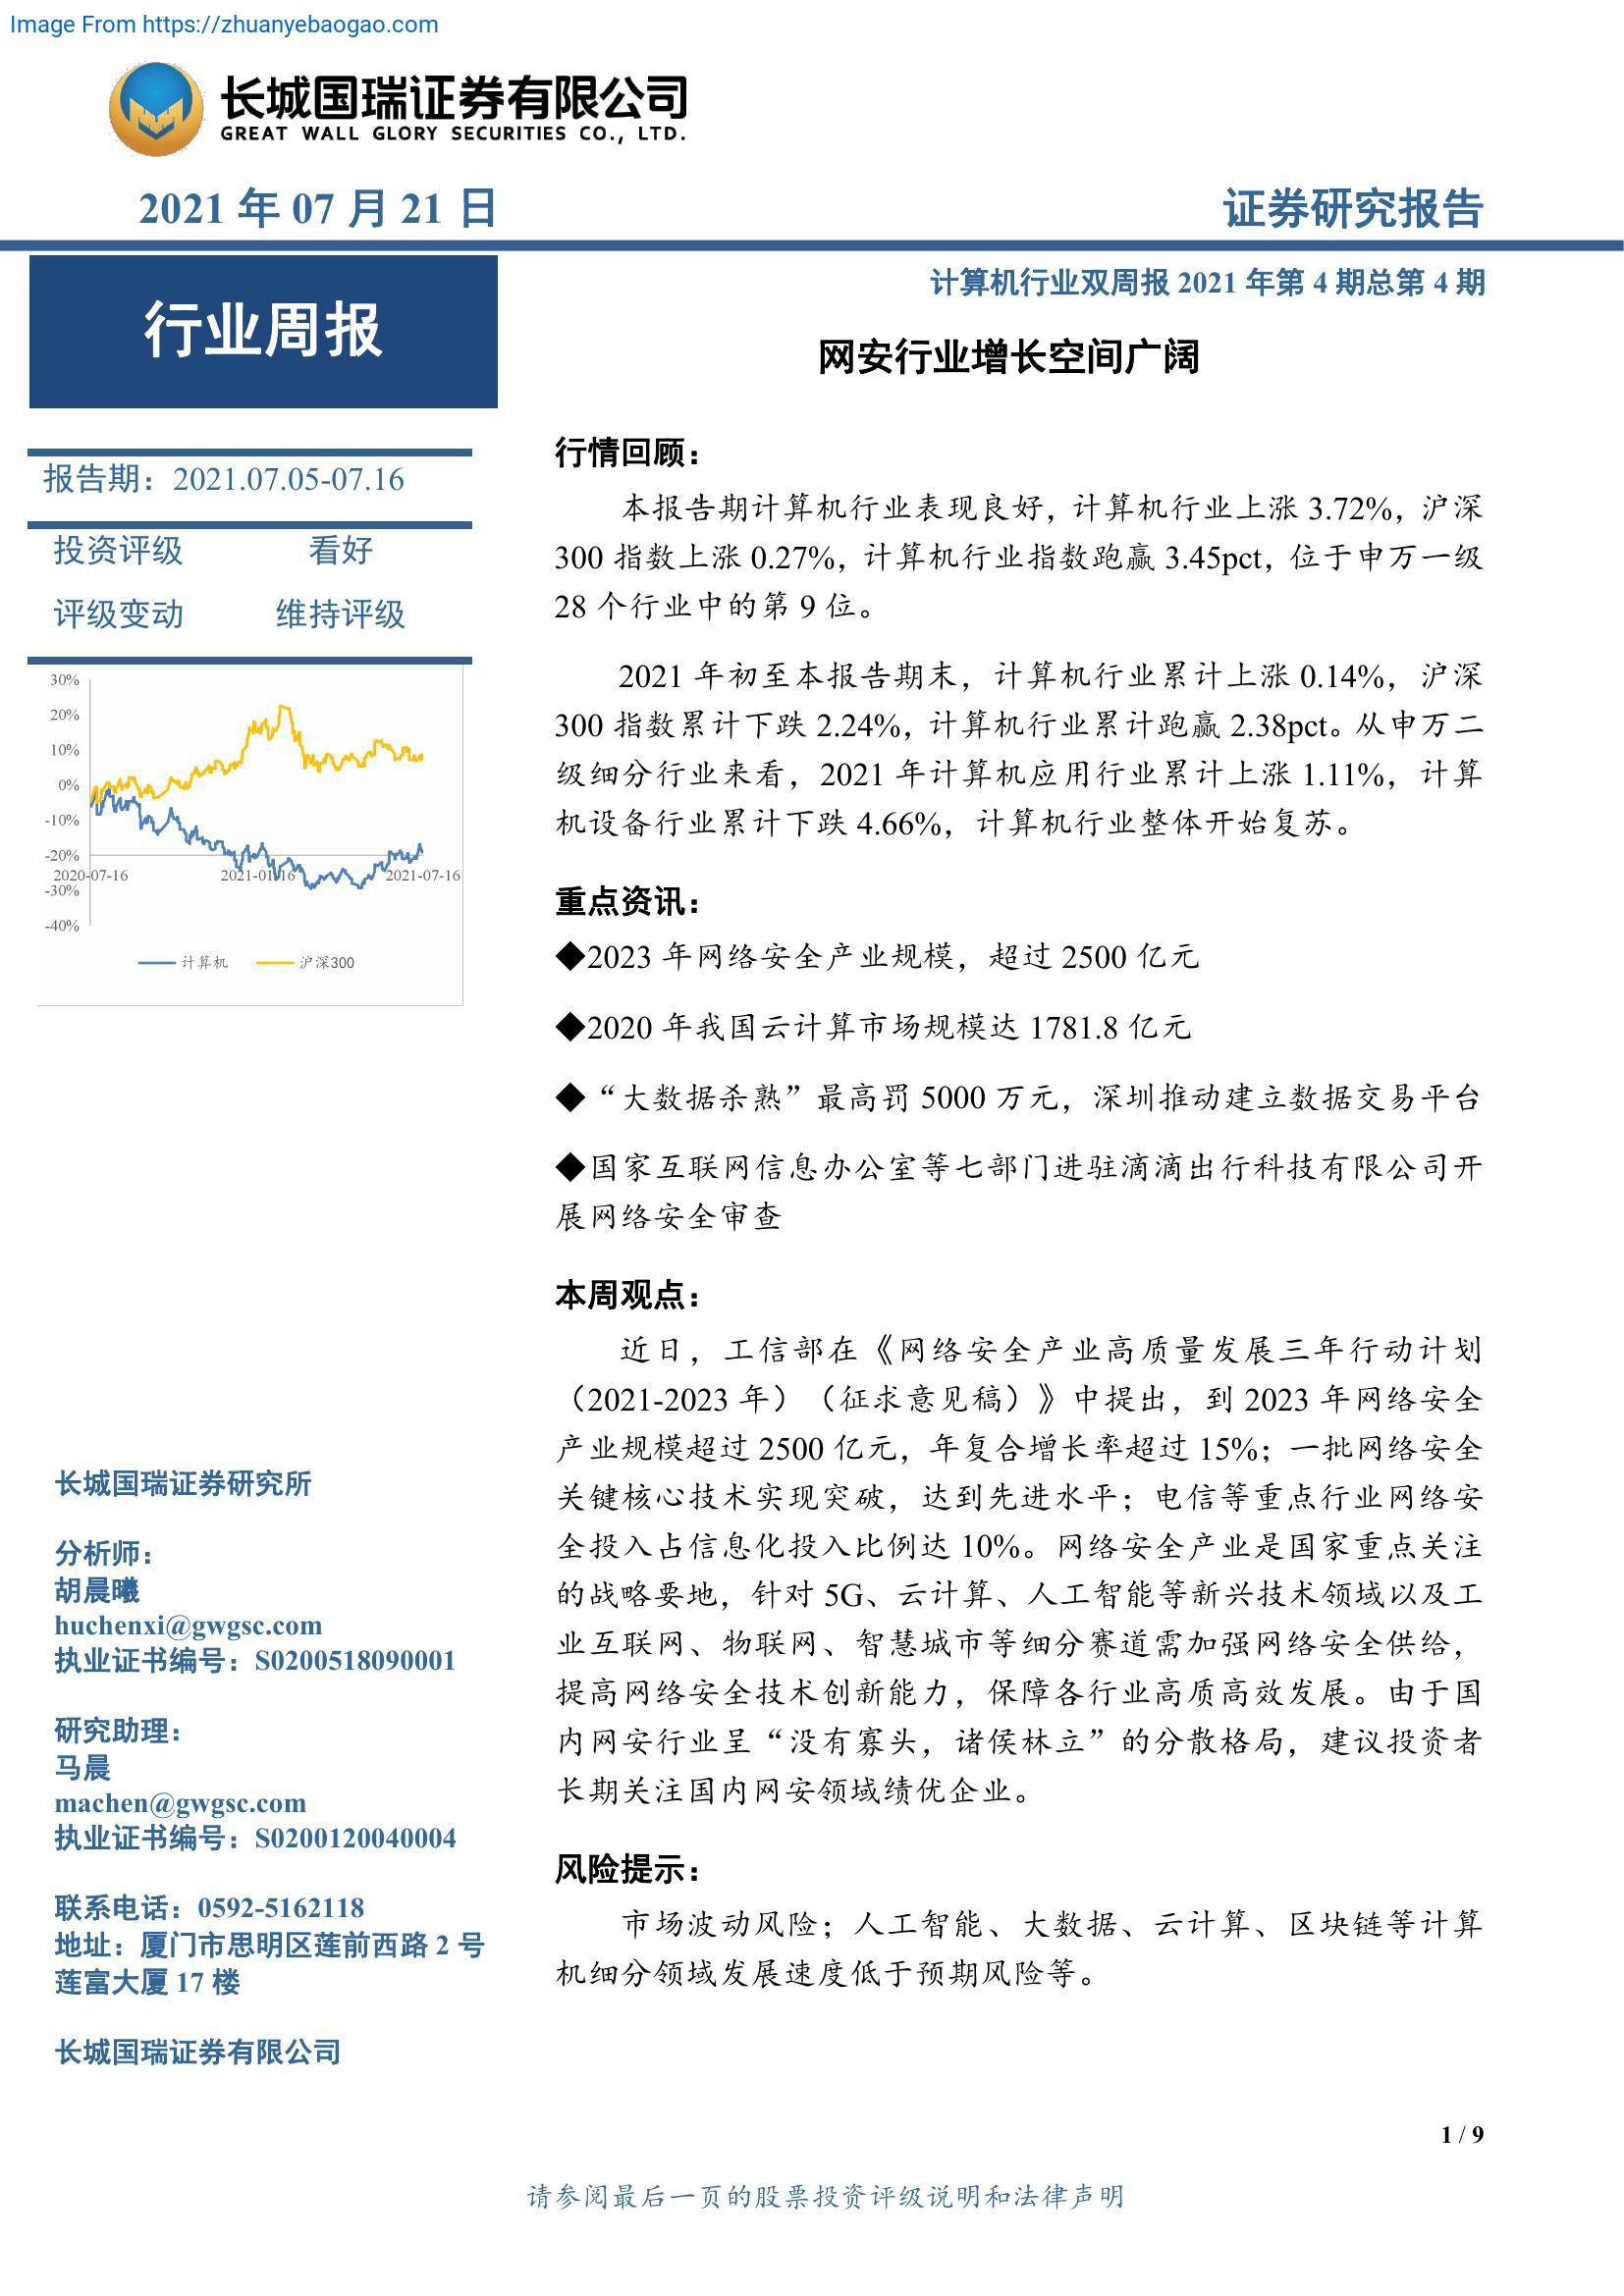 Image From https://zhuanyebaogao.com
长城国瑞证券有限公司
GREAT WALL GLORY SECURITIES CO., LTD.
2021 年 07 月 21 日
证券研究报告
行业周报
报告期：2021.07.05-07.16
投资评级 看好
评级变动 维持评级
30%
20%
10%
0%
-10%
-20%
-30%
-40%
2020-07-16 2021-01-16 2021-07-16
计算机 沪深300
长城国瑞证券研究所
分析师：
胡晨曦
huchenxi@gwgsc.com
执业证书编号：S0200518090001
研究助理：
马晨
machen@gwgsc.com
执业证书编号：S0200120040004
联系电话：0592-5162118
地址：厦门市思明区莲前西路 2 号
莲富大厦 17 楼
长城国瑞证券有限公司
计算机行业双周报 2021 年第 4 期总第 4 期
网安行业增长空间广阔
行情回顾：
本报告期计算机行业表现良好，计算机行业上涨 3.72%，沪深
300 指数上涨 0.27%，计算机行业指数跑赢 3.45pct，位于申万一级
28 个行业中的第 9 位。
2021 年初至本报告期末，计算机行业累计上涨 0.14%，沪深
300 指数累计下跌 2.24%，计算机行业累计跑赢 2.38pct。从申万二
级细分行业来看，2021 年计算机应用行业累计上涨 1.11%，计算
机设备行业累计下跌 4.66%，计算机行业整体开始复苏。
重点资讯：
◆2023 年网络安全产业规模，超过 2500 亿元
◆2020 年我国云计算市场规模达 1781.8 亿元
◆“大数据杀熟”最高罚 5000 万元，深圳推动建立数据交易平台
◆国家互联网信息办公室等七部门进驻滴滴出行科技有限公司开
展网络安全审查
本周观点：
近日，工信部在《网络安全产业高质量发展三年行动计划
（2021-2023 年）（征求意见稿）》中提出，到 2023 年网络安全
产业规模超过 2500 亿元，年复合增长率超过 15%；一批网络安全
关键核心技术实现突破，达到先进水平；电信等重点行业网络安
全投入占信息化投入比例达 10%。网络安全产业是国家重点关注
的战略要地，针对 5G、云计算、人工智能等新兴技术领域以及工
业互联网、物联网、智慧城市等细分赛道需加强网络安全供给，
提高网络安全技术创新能力，保障各行业高质高效发展。由于国
内网安行业呈“没有寡头，诸侯林立”的分散格局，建议投资者
长期关注国内网安领域绩优企业。
风险提示：
市场波动风险；人工智能、大数据、云计算、区块链等计算
机细分领域发展速度低于预期风险等。
1 / 9
请参阅最后一页的股票投资评级说明和法律声明